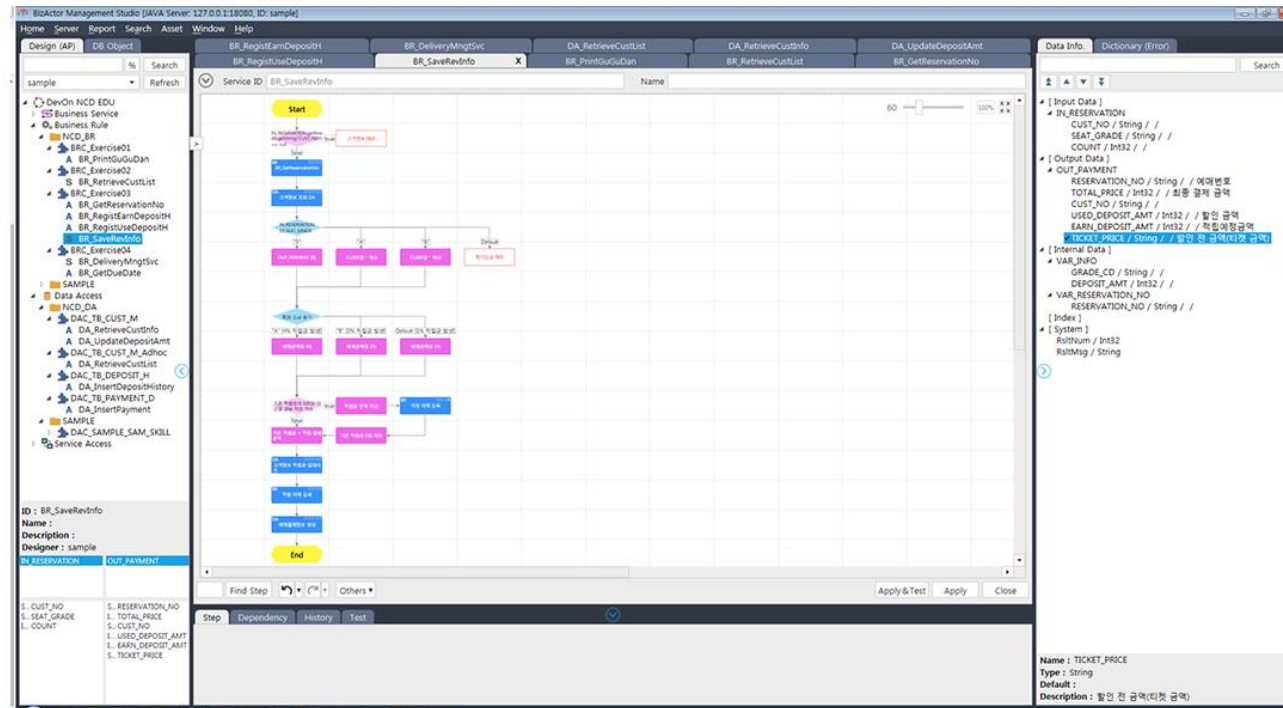 BizActor Management Studio [JAVA Server: 127.0.0.1:18080, ID: sample]
Home Server Report Search Asset Window Help
Design (AP) DB Object
% Search
sample Refresh
DevOn NCD EDU
Business Service
Business Rule
NCD_BR
BRC_Exercise01
A BR_PrintGuGuDan
BRC_Exercise02
S BR_RetrieveCustList
BRC_Exercise03
A BR_GetReservationNo
A BR_RegistEarnDepositH
A BR_RegistUseDepositH
BR_SaveRevInfo
BRC_Exercise04
S BR_DeliveryMngtSvc
A BR_GetDueDate
SAMPLE
Data Access
NCD_DA
DAC_TB_CUST_M
A DA_RetrieveCustInfo
A DA_UpdateDepositAmt
DAC_TB_CUST_M_Adhoc
A DA_RetrieveCustList
DAC_TB_DEPOSIT_H
A DA_InsertDepositHistory
DAC_TB_PAYMENT_D
A DA_InsertPayment
SAMPLE
DAC_SAMPLE_SAM_SKILL
Service Access
ID : BR_SaveRevInfo
Name :
Description :
Designer : sample
IN_RESERVATION OUT_PAYMENT
S.. CUST_NO S.. RESERVATION_NO
S.. SEAT_GRADE I.. TOTAL_PRICE
I.. COUNT S.. CUST_NO
I.. USED_DEPOSIT_AMT
I.. EARN_DEPOSIT_AMT
S.. TICKET_PRICE
BR_RegistEarnDepositH BR_DeliveryMngtSvc DA_RetrieveCustList DA_RetrieveCustInfo DA_UpdateDepositAmt
BR_RegistUseDepositH BR_SaveRevInfo X BR_PrintGuGuDan BR_RetrieveCustList BR_GetReservationNo
Service ID BR_SaveRevInfo Name
60 100%
Start
BR_GetReservationNo
고객정보 조회 DA
IN_RESERVATION
Default
End
Find Step Others Apply & Test Apply Close
Step Dependency History Test
Data Info. Dictionary (Error)
Search
[ Input Data ]
IN_RESERVATION
CUST_NO / String / /
SEAT_GRADE / String / /
COUNT / Int32 / /
[ Output Data ]
OUT_PAYMENT
RESERVATION_NO / String / / 예매번호
TOTAL_PRICE / Int32 / / 최종 결제 금액
CUST_NO / String / /
USED_DEPOSIT_AMT / Int32 / / 할인 금액
EARN_DEPOSIT_AMT / Int32 / / 적립예정금액
TICKET_PRICE / String / / 할인 전 금액(티켓 금액)
[ Internal Data ]
VAR_INFO
GRADE_CD / String / /
DEPOSIT_AMT / Int32 / /
VAR_RESERVATION_NO
RESERVATION_NO / String / /
[ Index ]
[ System ]
RsltNum / Int32
RsltMsg / String
Name : TICKET_PRICE
Type : String
Default :
Description : 할인 전 금액(티켓 금액)